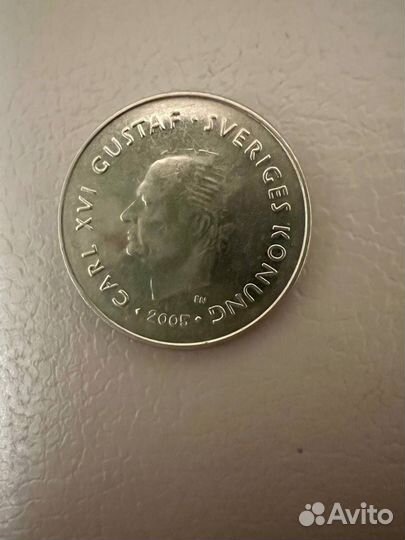 CARL XVI GUSTAF · SVERIGES KONUNG
EN
· 2005 ·
Avito